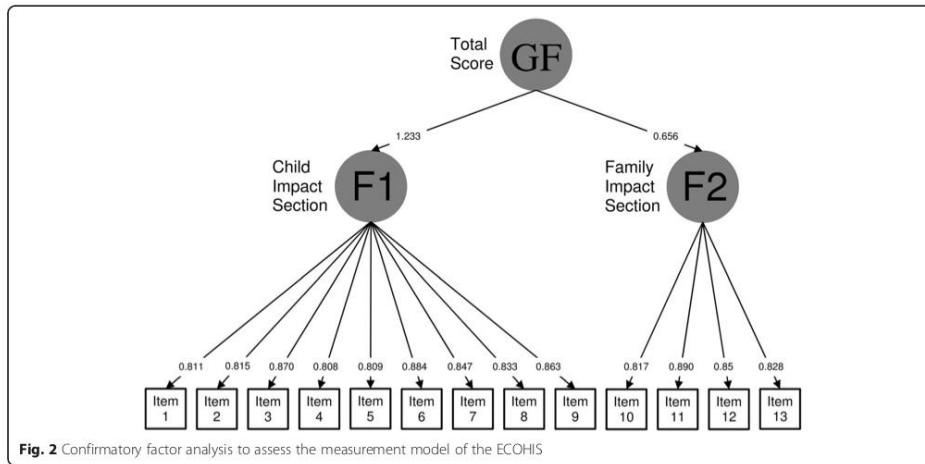 Total
Score
GF
1.233
0.656
Child
Impact
Section
F1
Family
Impact
Section
F2
0.811
0.815
0.870
0.808
0.809
0.884
0.847
0.833
0.863
0.817
0.890
0.85
0.828
Item
1
Item
2
Item
3
Item
4
Item
5
Item
6
Item
7
Item
8
Item
9
Item
10
Item
11
Item
12
Item
13
Fig. 2 Confirmatory factor analysis to assess the measurement model of the ECOHIS